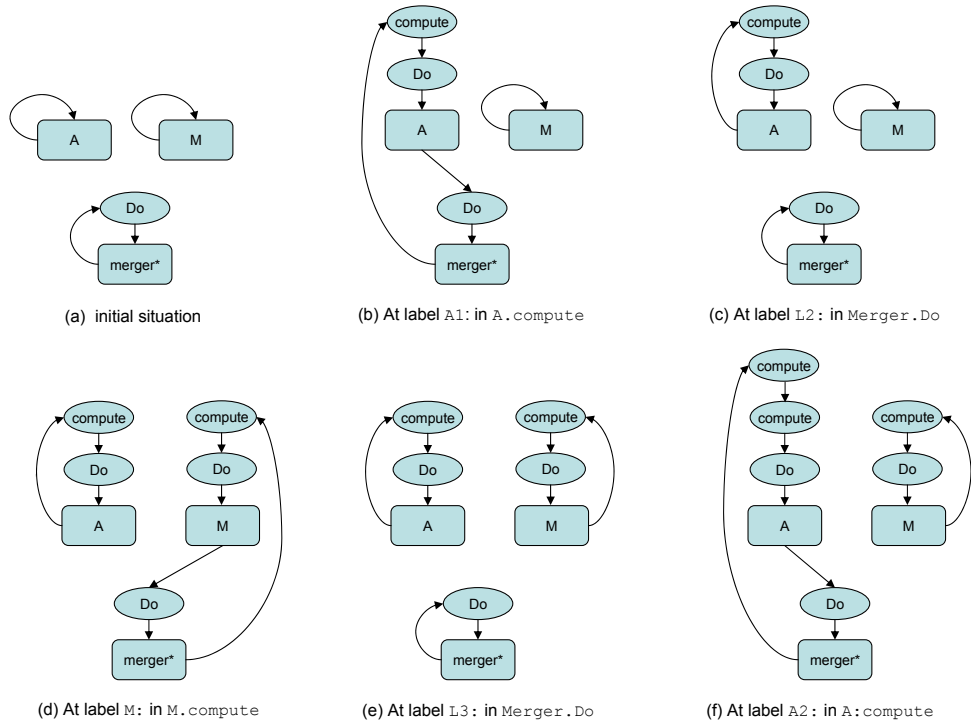 compute
Do
A
M
A
M
Do
merger*
Do
merger*
(a) initial situation
(b) At label A1: in A.compute
compute
Do
A
M
Do
merger*
(c) At label L2: in Merger.Do
compute
compute
Do
Do
A
M
Do
merger*
(d) At label M: in M.compute
compute
compute
Do
Do
A
M
Do
merger*
(e) At label L3: in Merger.Do
compute
compute
compute
Do
Do
A
M
Do
merger*
(f) At label A2: in A:compute